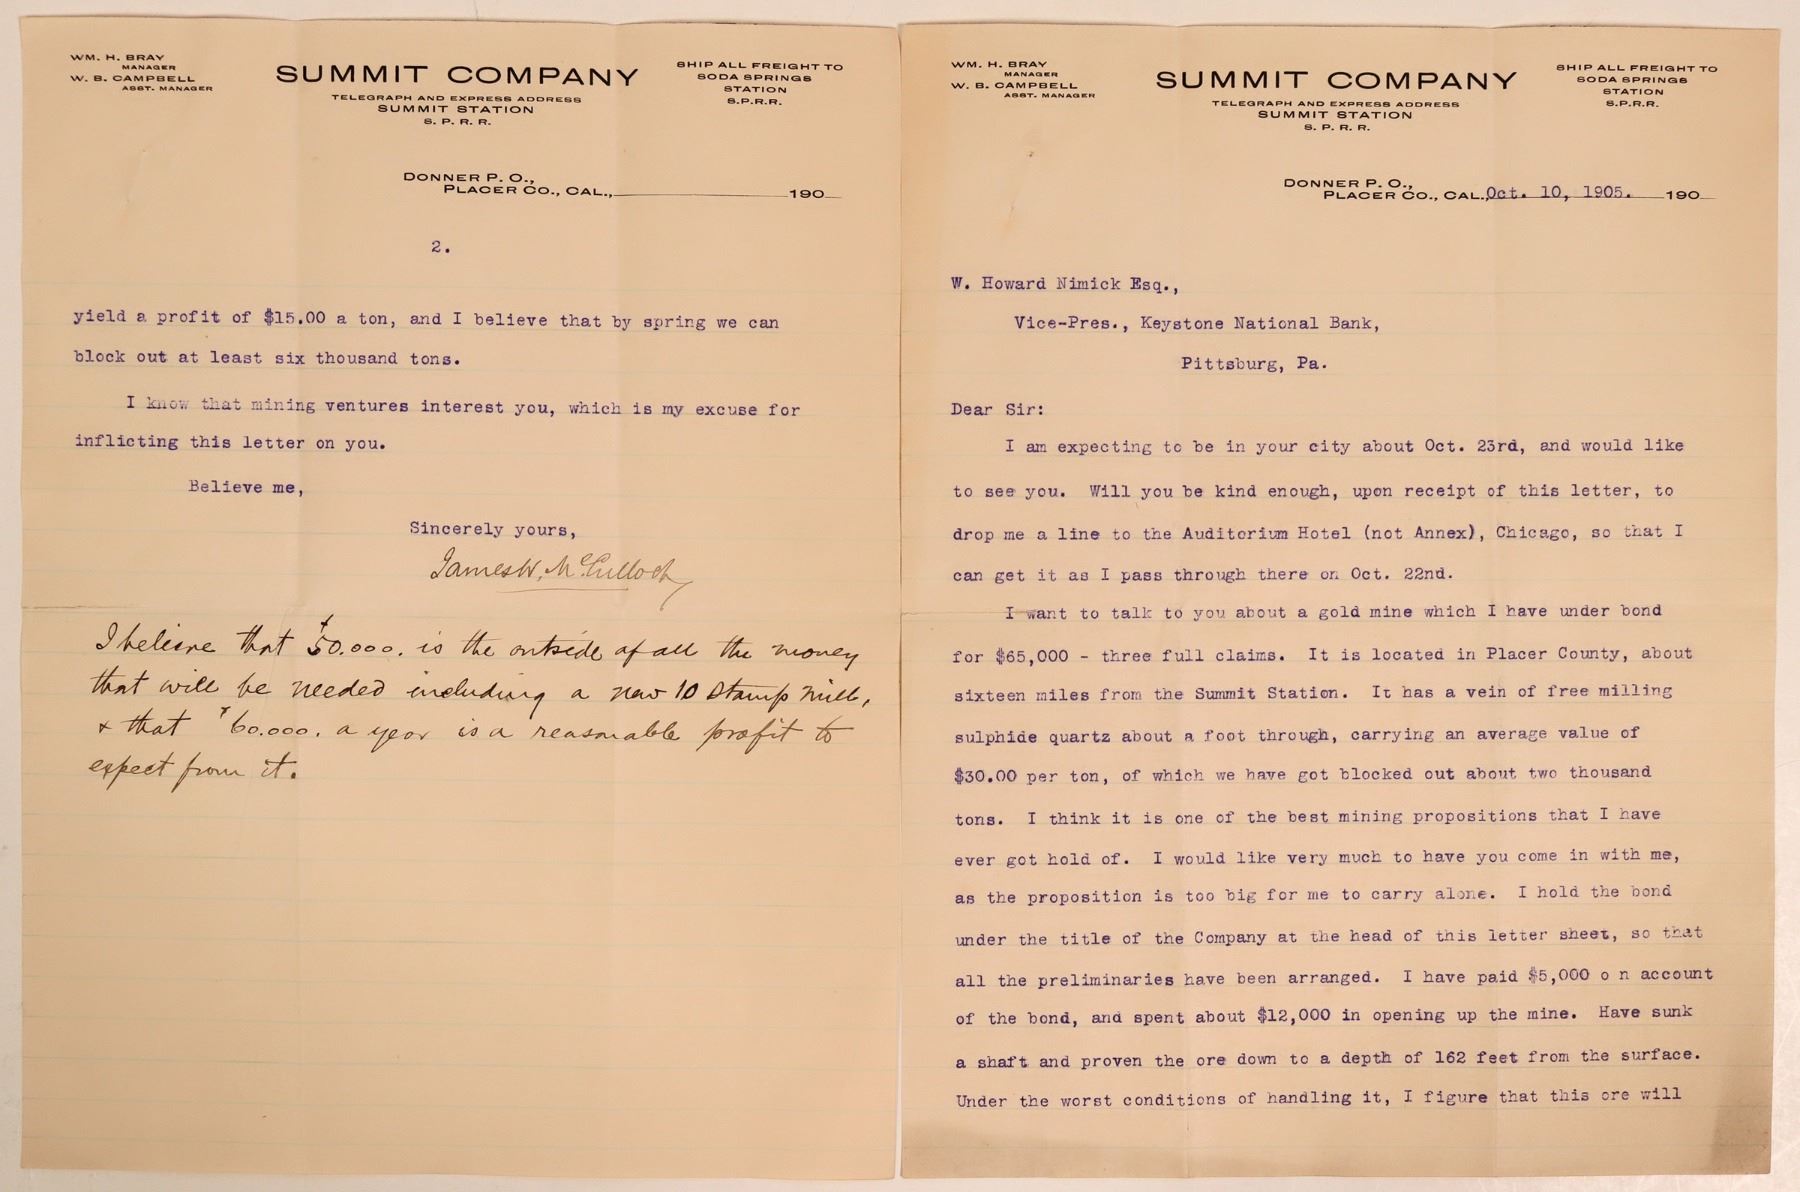 WM. H. BRAY
MANAGER
W. B. CAMPBELL
ASST. MANAGER
SUMMIT COMPANY
TELEGRAPH AND EXPRESS ADDRESS
SUMMIT STATION
S. P. R. R.
SHIP ALL FREIGHT TO
SODA SPRINGS
STATION
S.P.R.R.
DONNER P. O.,
PLACER CO., CAL., Oct. 10, 1905. 190
W. Howard Nimick Esq.,
Vice-Pres., Keystone National Bank,
Pittsburg, Pa.
Dear Sir:
I am expecting to be in your city about Oct. 23rd, and would like
to see you. Will you be kind enough, upon receipt of this letter, to
drop me a line to the Auditorium Hotel (not Annex), Chicago, so that I
can get it as I pass through there on Oct. 22nd.
I want to talk to you about a gold mine which I have under bond
for $65,000 - three full claims. It is located in Placer County, about
sixteen miles from the Summit Station. It has a vein of free milling
sulphide quartz about a foot through, carrying an average value of
$30.00 per ton, of which we have got blocked out about two thousand
tons. I think it is one of the best mining propositions that I have
ever got hold of. I would like very much to have you come in with me,
as the proposition is too big for me to carry alone. I hold the bond
under the title of the Company at the head of this letter sheet, so that
all the preliminaries have been arranged. I have paid $5,000 o n account
of the bond, and spent about $12,000 in opening up the mine. Have sunk
a shaft and proven the ore down to a depth of 162 feet from the surface.
Under the worst conditions of handling it, I figure that this ore will
WM. H. BRAY
MANAGER
W. B. CAMPBELL
ASST. MANAGER
SUMMIT COMPANY
TELEGRAPH AND EXPRESS ADDRESS
SUMMIT STATION
S. P. R. R.
SHIP ALL FREIGHT TO
SODA SPRINGS
STATION
S.P.R.R.
DONNER P. O.,
PLACER CO., CAL., 190
2.
yield a profit of $15.00 a ton, and I believe that by spring we can
block out at least six thousand tons.
I know that mining ventures interest you, which is my excuse for
inflicting this letter on you.
Believe me,
Sincerely yours,
James W. McCulloch
I believe that $50.000. is the outside of all the money
that will be needed including a new 10 Stamp mill,
& that $60.000. a year is a reasonable profit to
expect from it.